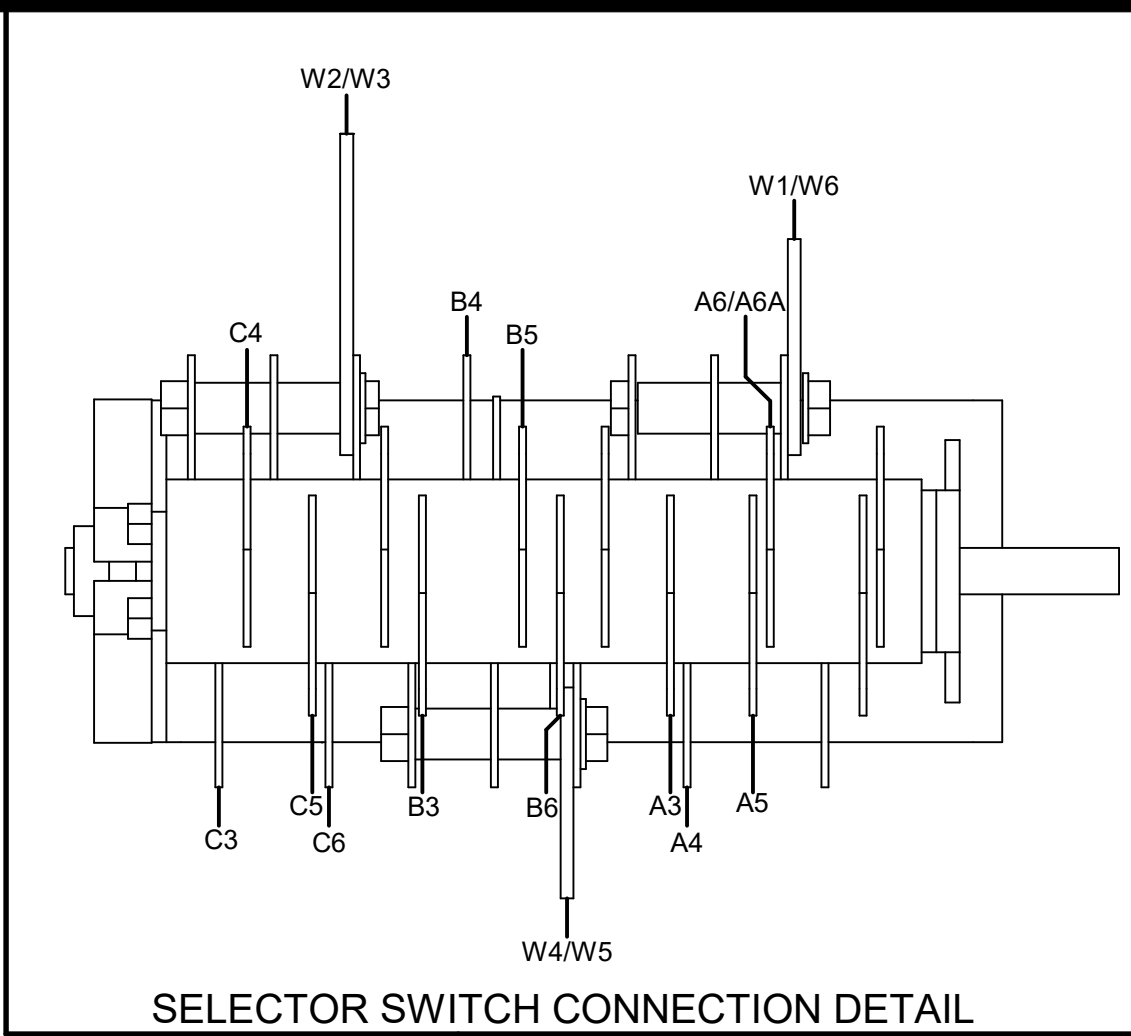 W2/W3
W1/W6
B4
A6/A6A
C4
B5
C5
B3
B6
A3
A5
C3
C6
A4
W4/W5
SELECTOR SWITCH CONNECTION DETAIL